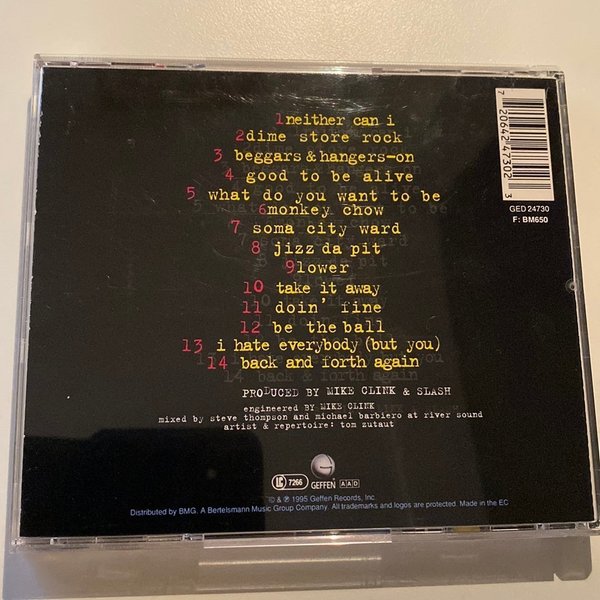 1neither can i
2dime store rock
3 beggars & hangers-on
4 good to be alive
5 what do you want to be
6monkey chow
7 soma city ward
8 jizz da pit
9lower
10 take it away
11 doin' fine
12 be the ball
13 i hate everybody (but you)
14 back and forth again
PRODUCED BY MIKE CLINK & SLASH
engineered BY MIKE CLINK
mixed by steve thompson and michael barbiero at river sound
artist & repertoire: tom zutaut
LC 7266
GEFFEN
AAD
© & ℗ 1995 Geffen Records, Inc.
Distributed by BMG. A Bertelsmann Music Group Company. All trademarks and logos are protected. Made in the EC
7 20642 47302 3
GED 24730
F: BM650